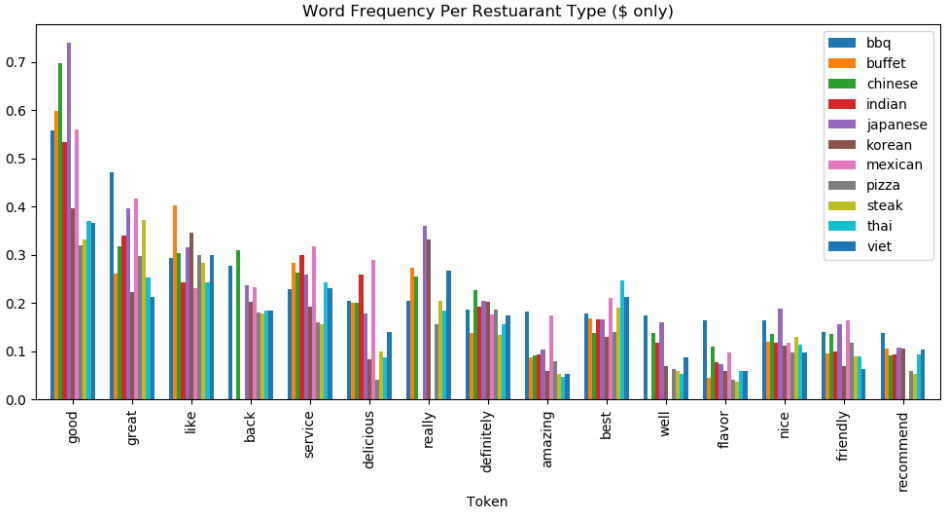 Word Frequency Per Restuarant Type ($ only)
0.7
0.6
0.5
0.4
0.3
0.2
0.1
0.0
bbq
buffet
chinese
indian
japanese
korean
mexican
pizza
steak
thai
viet
good
great
like
back
service
delicious
really
definitely
amazing
best
well
flavor
nice
friendly
recommend
Token